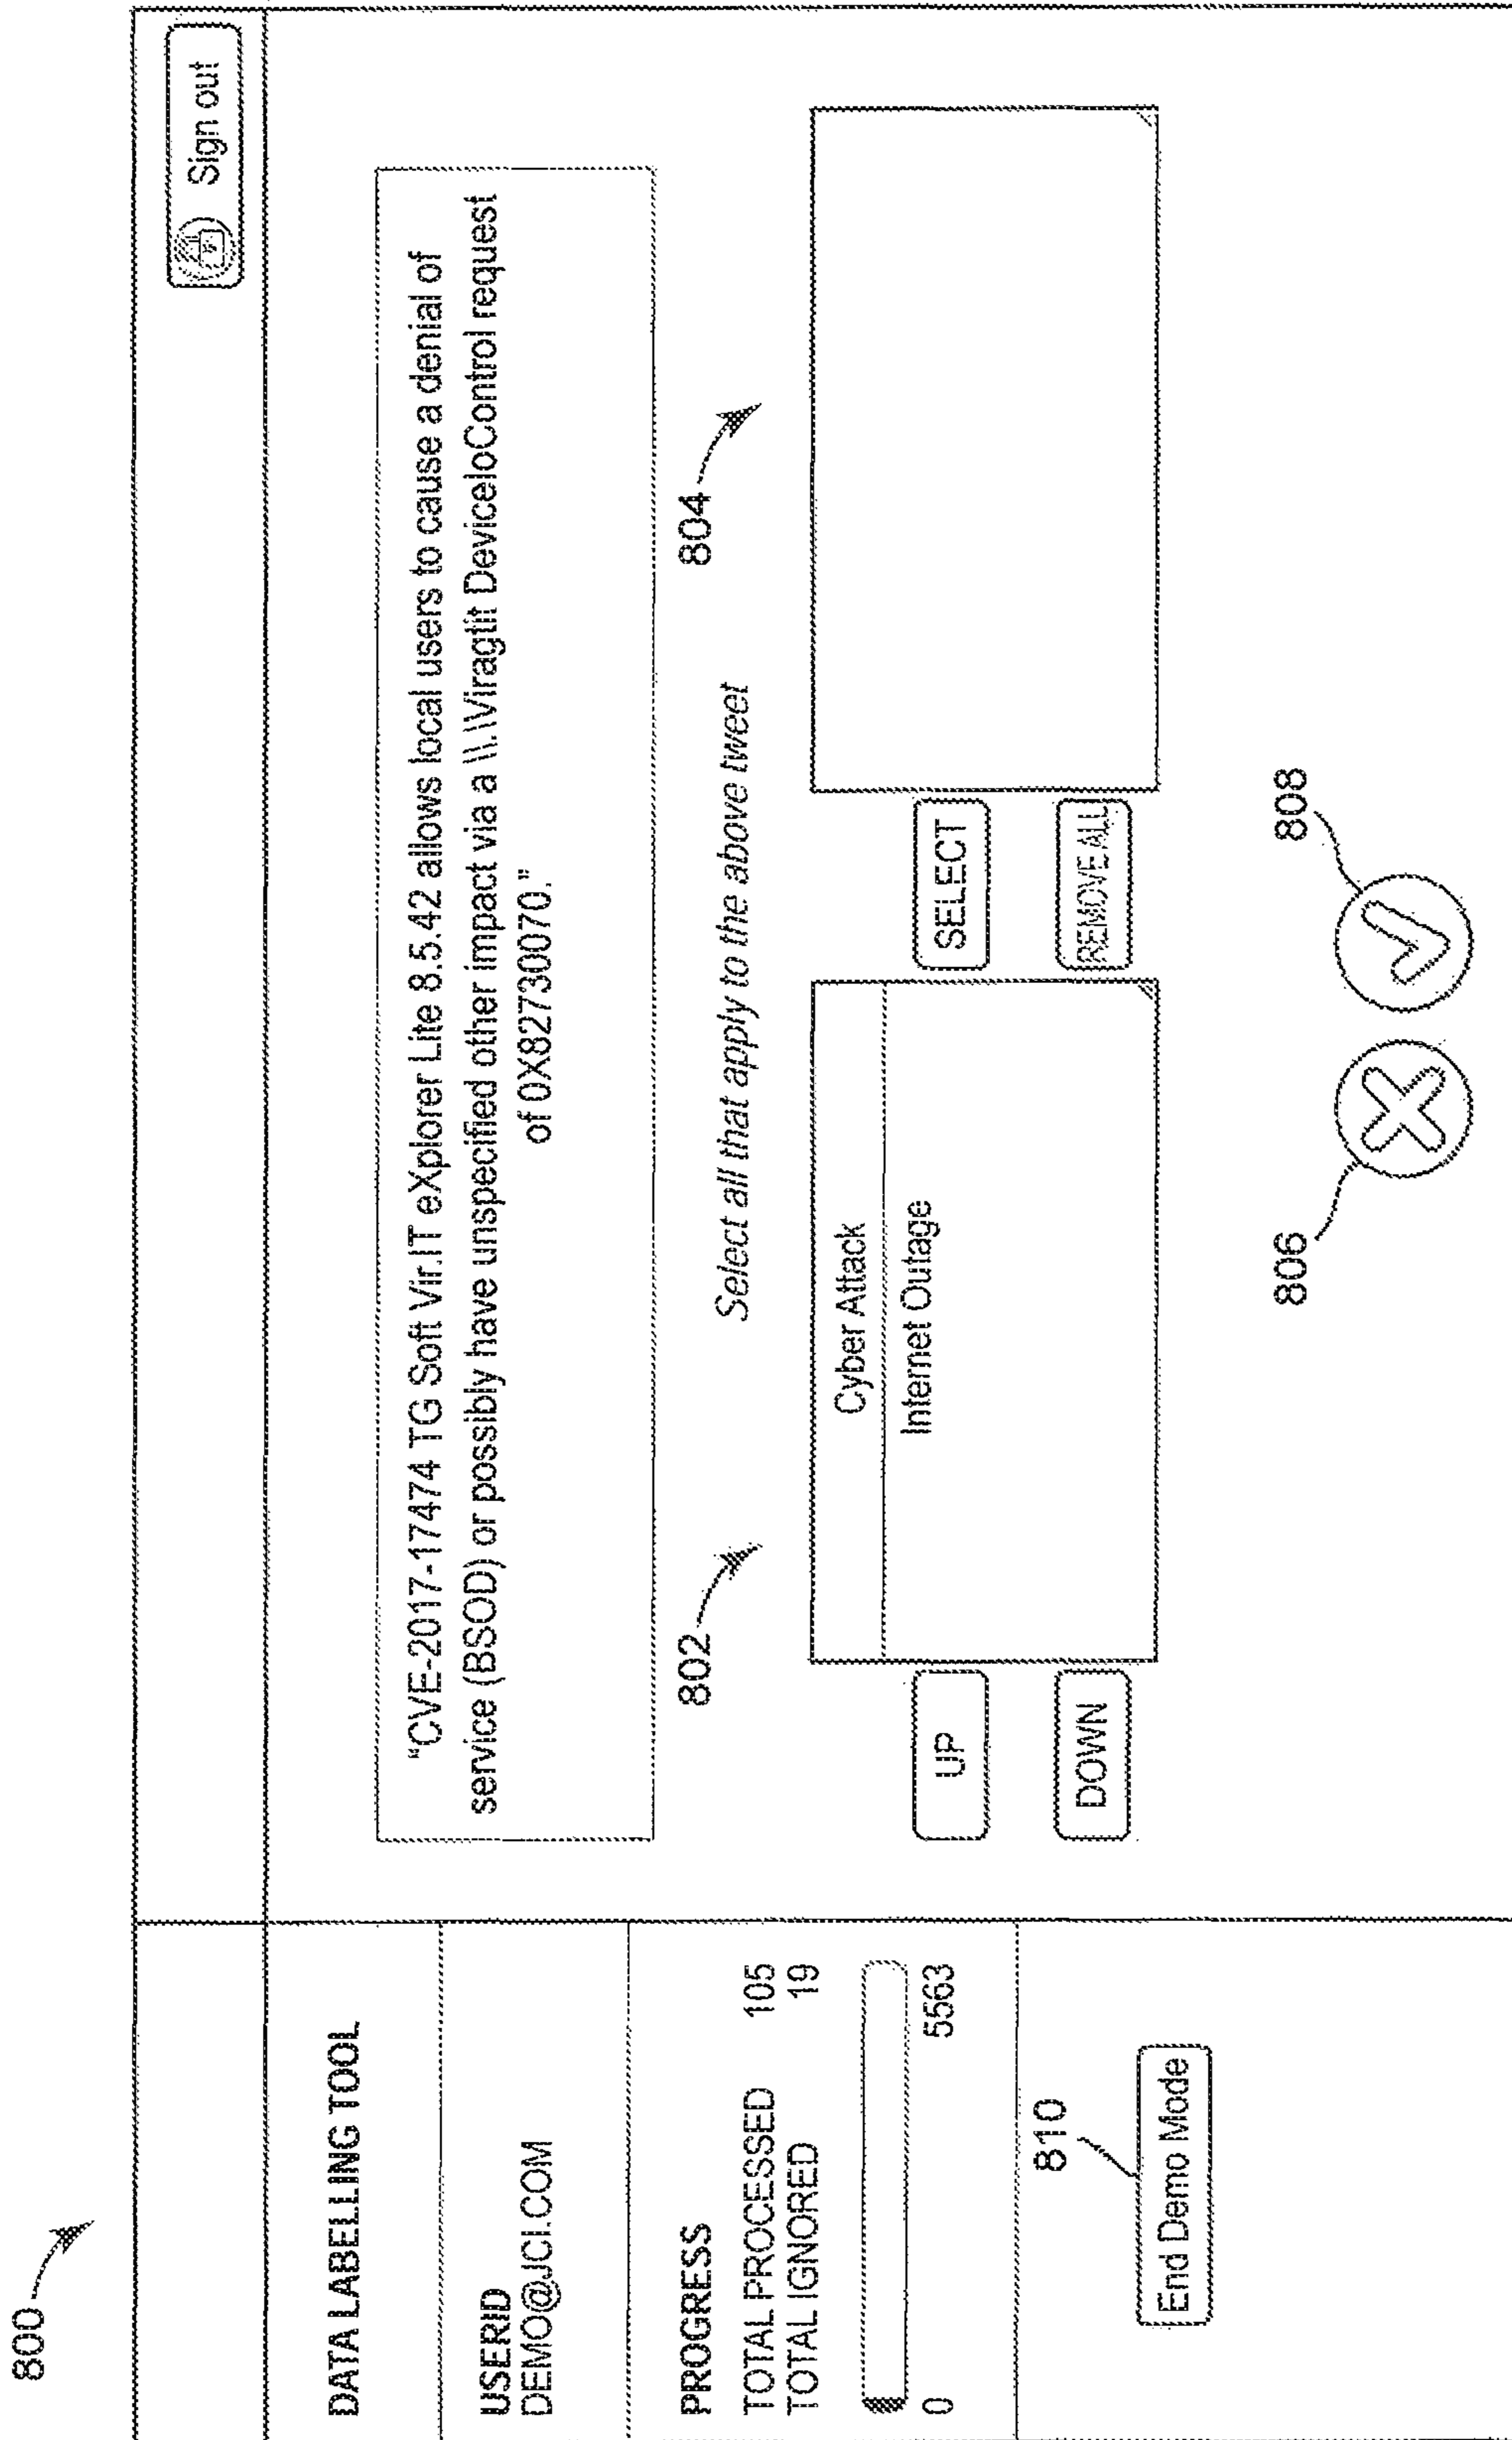 800
Sign out
DATA LABELLING TOOL
USERID
DEMO@JCI.COM
PROGRESS
TOTAL PROCESSED 105
TOTAL IGNORED 19
0 5563
810
End Demo Mode
"CVE-2017-17474 TG Soft Vir.IT eXplorer Lite 8.5.42 allows local users to cause a denial of
service (BSOD) or possibly have unspecified other impact via a \\.\Viragtlt DeviceIoControl request
of 0X82730070."
802
804
Select all that apply to the above tweet
UP
DOWN
Cyber Attack
Internet Outage
SELECT
REMOVE ALL
806
808